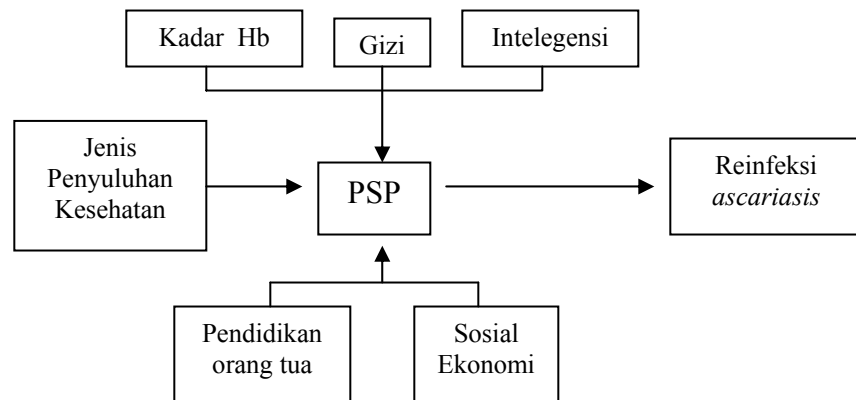 Kadar Hb
Gizi
Intelegensi
Jenis
Penyuluhan
Kesehatan
PSP
Reinfeksi
ascariasis
Pendidikan
orang tua
Sosial
Ekonomi